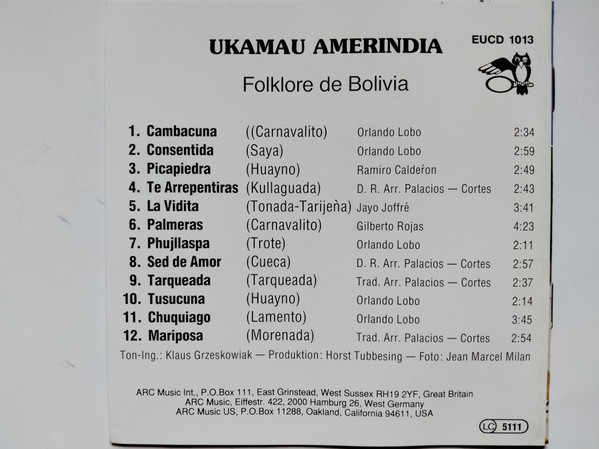 UKAMAU AMERINDIA EUCD 1013
Folklore de Bolivia
1. Cambacuna ((Carnavalito) Orlando Lobo 2:34
2. Consentida (Saya) Orlando Lobo 2:59
3. Picapiedra (Huayno) Ramiro Caldeŕon 2:49
4. Te Arrepentiras (Kullaguada) D. R. Arr. Palacios — Cortes 2:43
5. La Vidita (Tonada-Tarijeǹa) Jayo Joffré 3:41
6. Palmeras (Carnavalito) Gilberto Rojas 4:23
7. Phujllaspa (Trote) Orlando Lobo 2:11
8. Sed de Amor (Cueca) D. R. Arr. Palacios — Cortes 2:57
9. Tarqueada (Tarqueada) Trad. Arr. Palacios — Cortes 2:37
10. Tusucuna (Huayno) Orlando Lobo 2:14
11. Chuquiago (Lamento) Orlando Lobo 3:45
12. Mariposa (Morenada) Trad. Arr. Palacios — Cortes 2:54
Ton-Ing.: Klaus Grzeskowiak — Produktion: Horst Tubbesing — Foto: Jean Marcel Milan
ARC Music Int., P.O.Box 111, East Grinstead, West Sussex RH19 2YF, Great Britain
ARC Music, Eiffestr. 422, 2000 Hamburg 26, West Germany
ARC Music US, P.O.Box 11288, Oakland, California 94611, USA
LC 5111